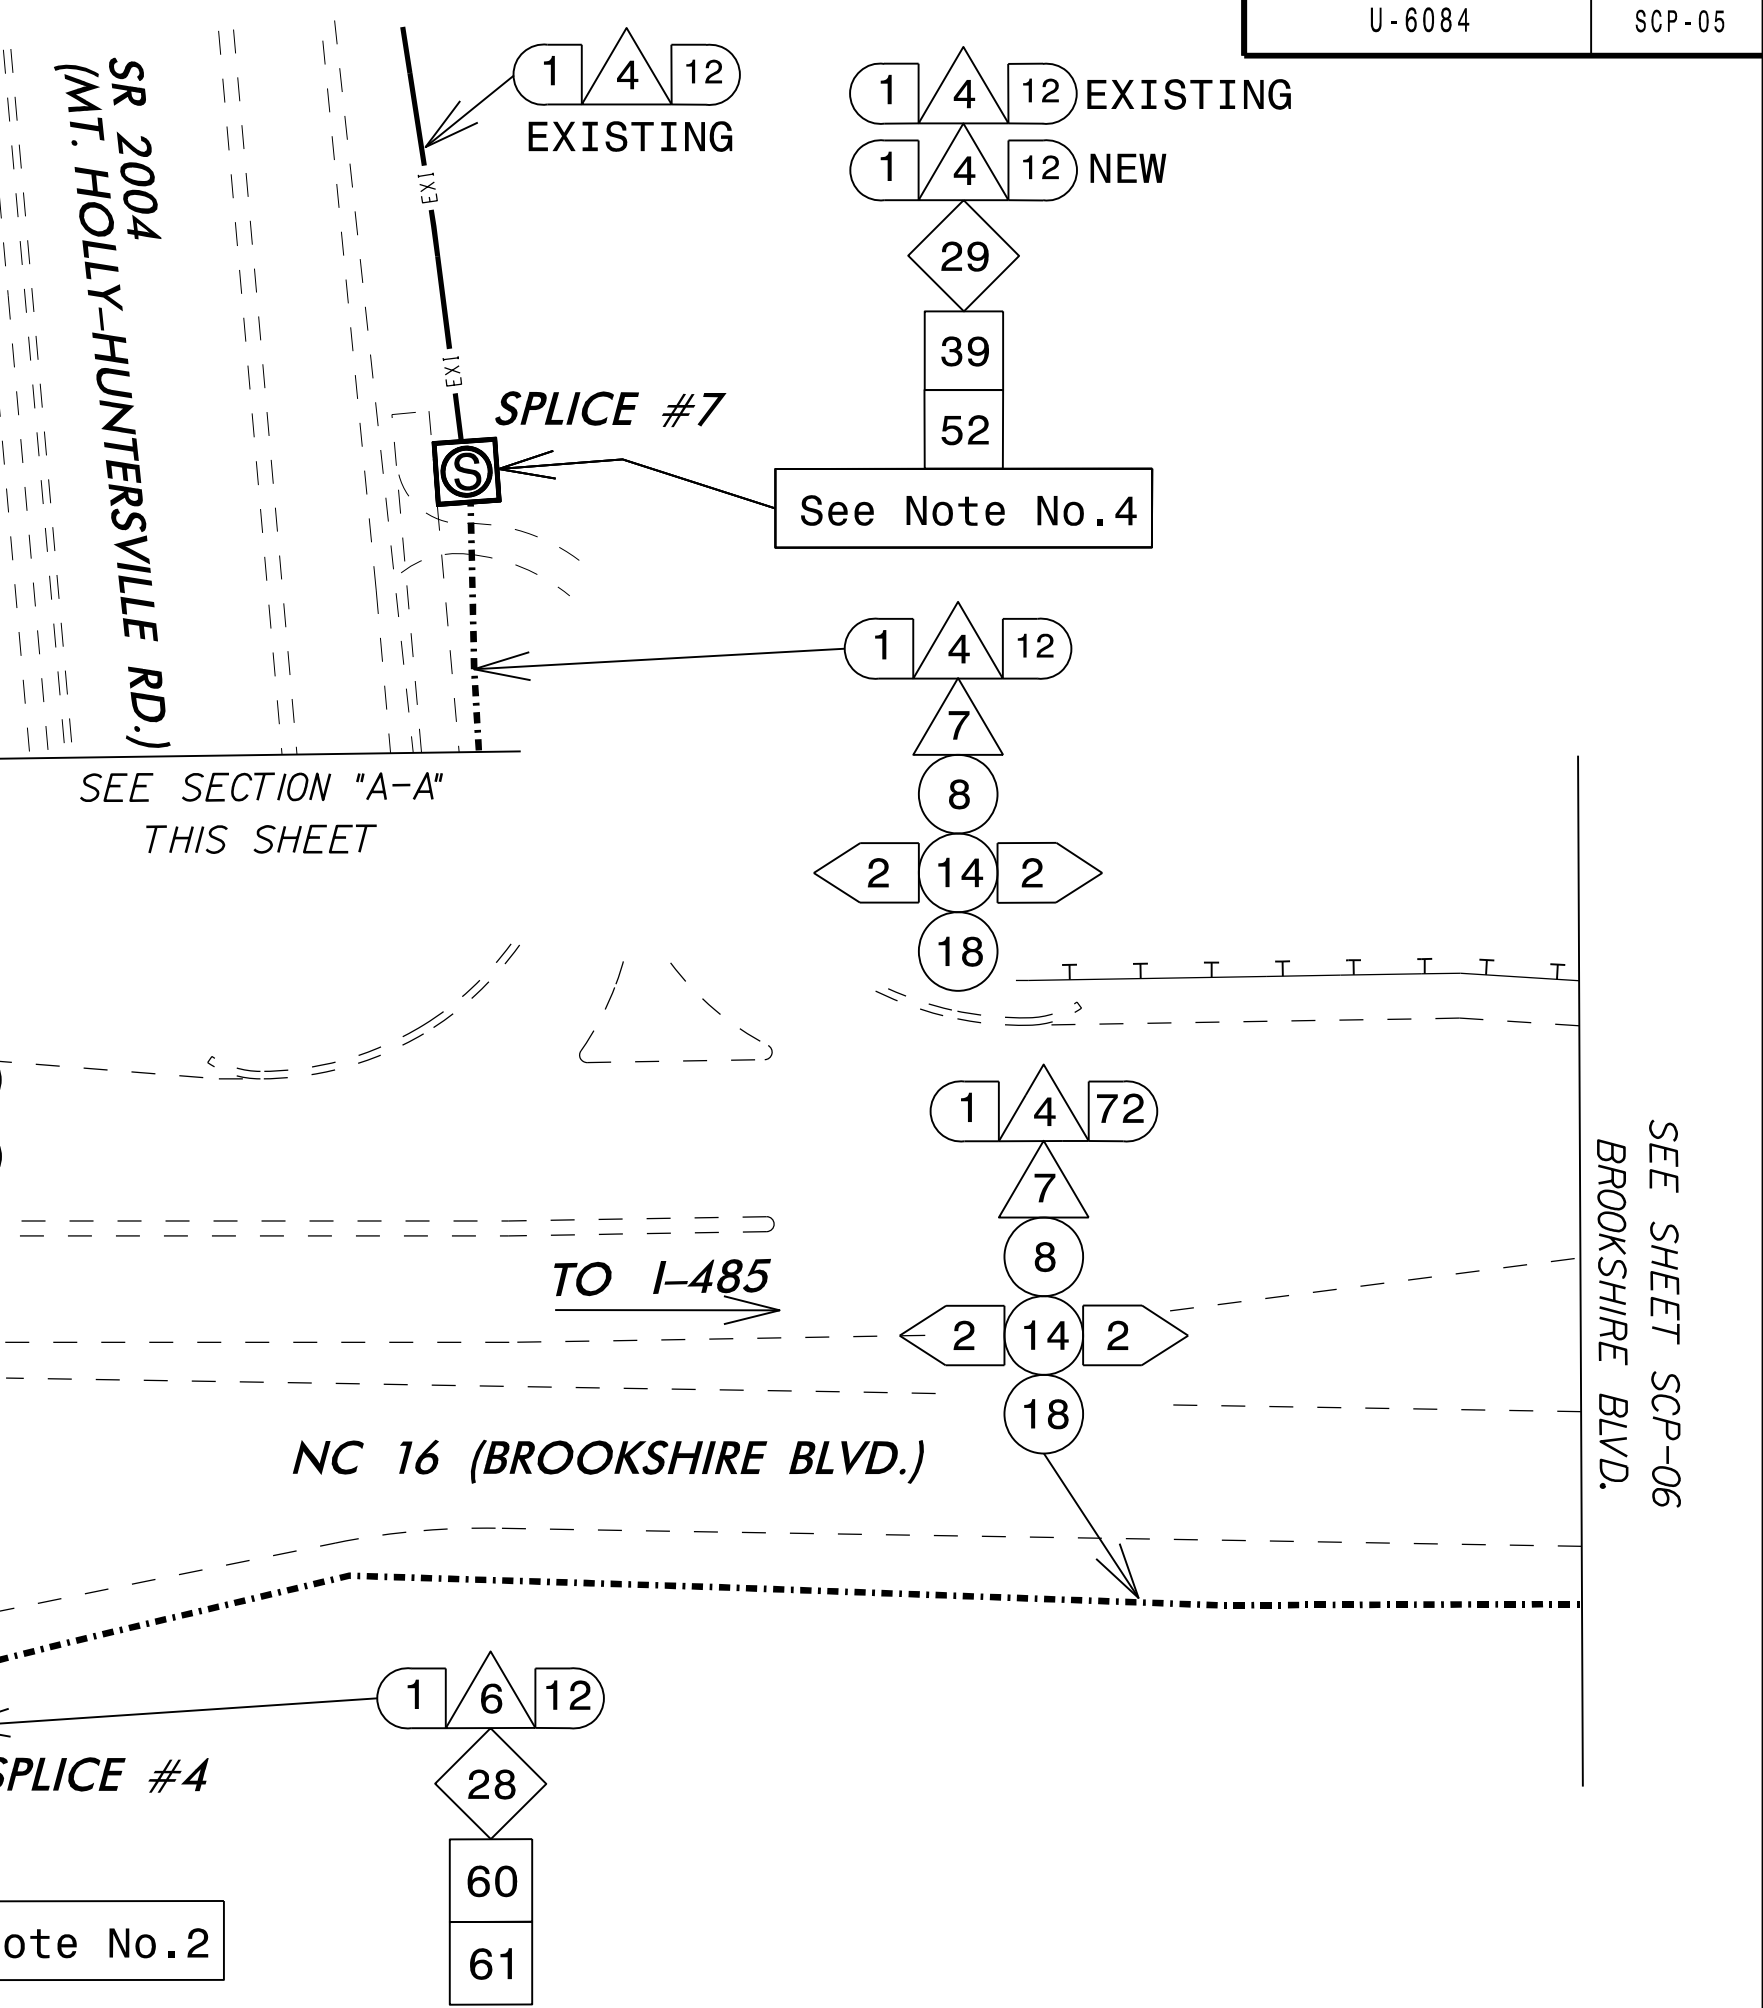 U-6084 SCP-05
1 4 12
EXISTING
1 4 12 EXISTING
1 4 12 NEW
29
39
52
See Note No.4
SR 2004
(MT. HOLLY-HUNTERSVILLE RD.)
EXI
EXI
SPLICE #7
S
1 4 12
7
8
2 14 2
18
SEE SECTION "A-A"
THIS SHEET
T T T T T T T T
1 4 72
7
8
2 14 2
18
TO I-485
NC 16 (BROOKSHIRE BLVD.)
SEE SHEET SCP-06
BROOKSHIRE BLVD.
1 6 12
28
60
61
SPLICE #4
ote No.2